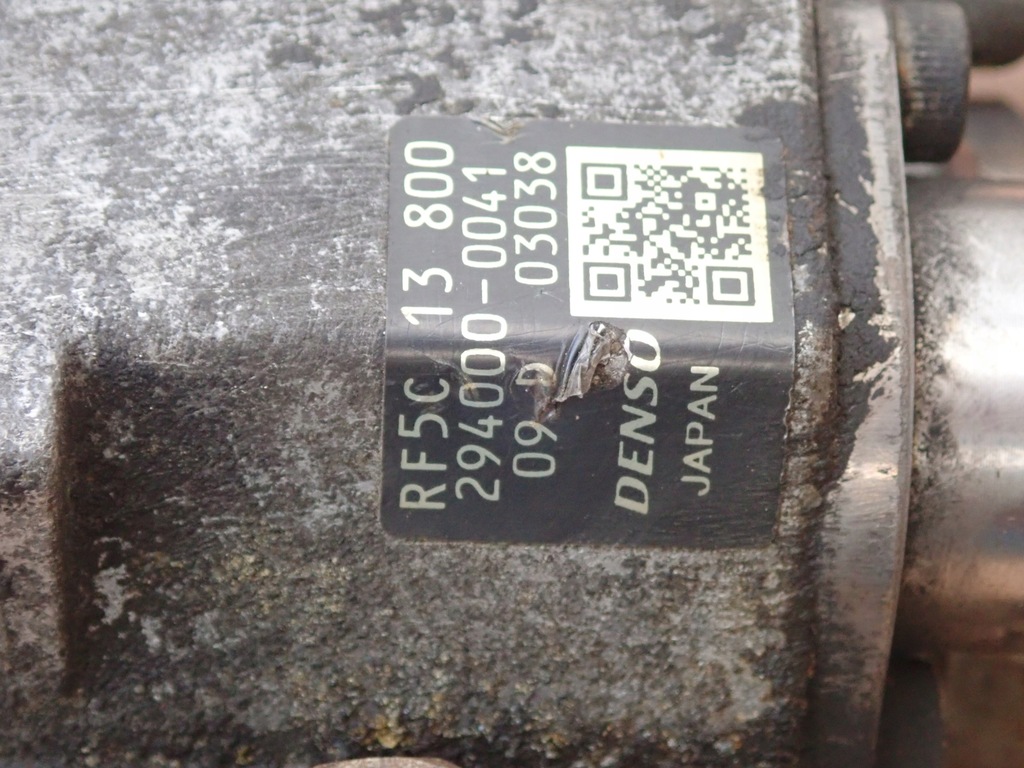 RF5C 13 800
294000-0041
09 D 03038
DENSO
JAPAN